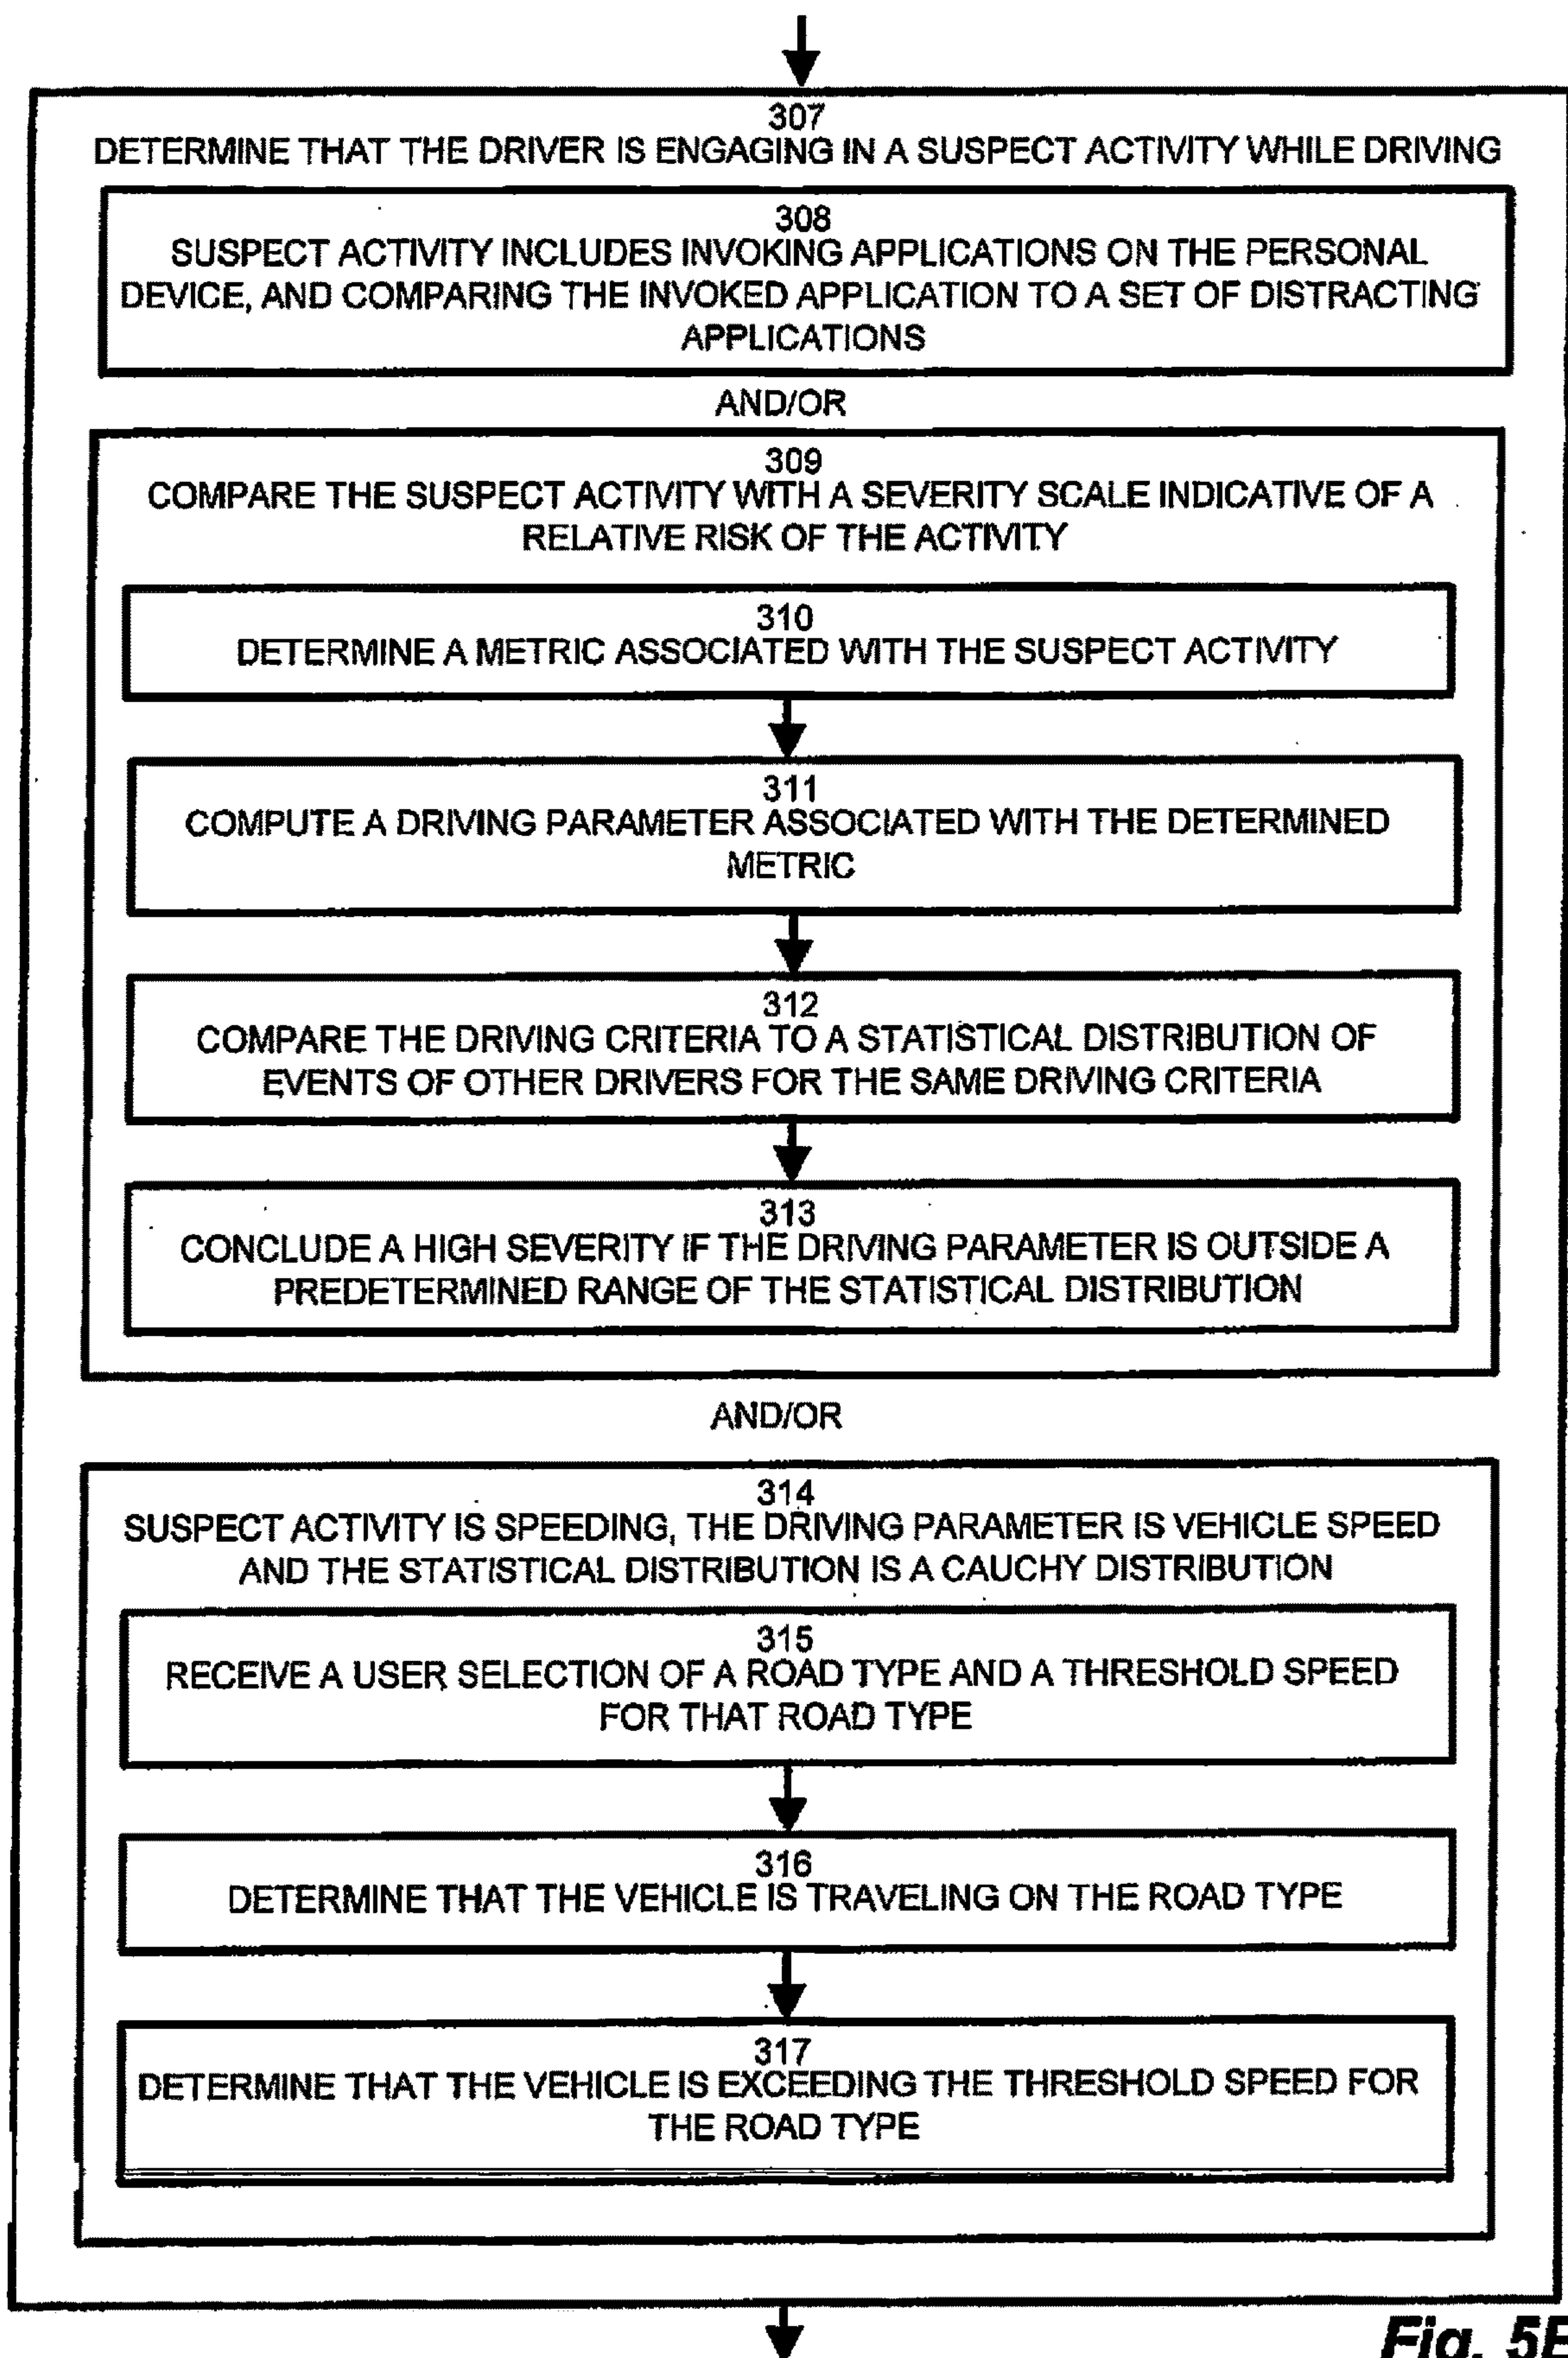 307
DETERMINE THAT THE DRIVER IS ENGAGING IN A SUSPECT ACTIVITY WHILE DRIVING
308
SUSPECT ACTIVITY INCLUDES INVOKING APPLICATIONS ON THE PERSONAL
DEVICE, AND COMPARING THE INVOKED APPLICATION TO A SET OF DISTRACTING
APPLICATIONS
AND/OR
309
COMPARE THE SUSPECT ACTIVITY WITH A SEVERITY SCALE INDICATIVE OF A
RELATIVE RISK OF THE ACTIVITY
310
DETERMINE A METRIC ASSOCIATED WITH THE SUSPECT ACTIVITY
311
COMPUTE A DRIVING PARAMETER ASSOCIATED WITH THE DETERMINED
METRIC
312
COMPARE THE DRIVING CRITERIA TO A STATISTICAL DISTRIBUTION OF
EVENTS OF OTHER DRIVERS FOR THE SAME DRIVING CRITERIA
313
CONCLUDE A HIGH SEVERITY IF THE DRIVING PARAMETER IS OUTSIDE A
PREDETERMINED RANGE OF THE STATISTICAL DISTRIBUTION
AND/OR
314
SUSPECT ACTIVITY IS SPEEDING, THE DRIVING PARAMETER IS VEHICLE SPEED
AND THE STATISTICAL DISTRIBUTION IS A CAUCHY DISTRIBUTION
315
RECEIVE A USER SELECTION OF A ROAD TYPE AND A THRESHOLD SPEED
FOR THAT ROAD TYPE
316
DETERMINE THAT THE VEHICLE IS TRAVELING ON THE ROAD TYPE
317
DETERMINE THAT THE VEHICLE IS EXCEEDING THE THRESHOLD SPEED FOR
THE ROAD TYPE
Fig.